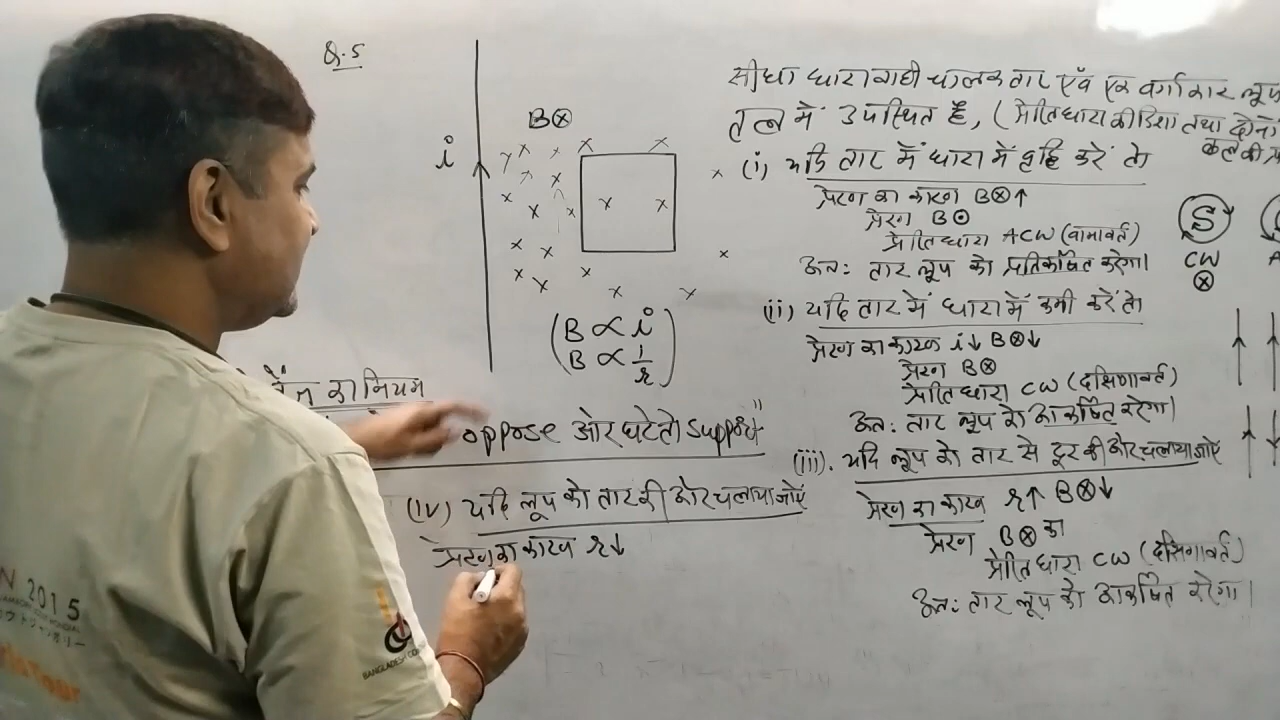 Q.5
B⊗
i
(B ∝ i
B ∝ 1/r)
का नियम
oppose और घटे तो support"
(iv) यदि लूप को तार की ओर चलाया जाऐं
प्रेरण का कारण r↓
सीधा धारावाही चालक तार एवं एक वर्गाकार लूप
तल में उपस्थित है, (प्रेरित धारा की दिशा तथा दोनों
(i) यदि तार में धारा में वृद्धि करें तो
प्रेरण का कारण B⊗↑
प्रेरण B⊙
प्रेरित धारा ACW (वामावर्त)
अतः तार लूप को प्रतिकर्षित करेगा।
(ii) यदि तार में धारा में कमी करें तो
प्रेरण का कारण i↓ B⊗↓
प्रेरण B⊗
प्रेरित धारा CW (दक्षिणावर्त)
अतः तार लूप को आकर्षित करेगा।
(iii). यदि लूप को तार से दूर की ओर चलाया जाऐं
प्रेरण का कारण r↑ B⊗↓
प्रेरण B⊗ का
प्रेरित धारा CW (दक्षिणावर्त)
अतः तार लूप को आकर्षित करेगा।
S
CW
⊗
2015
BANGLADESH